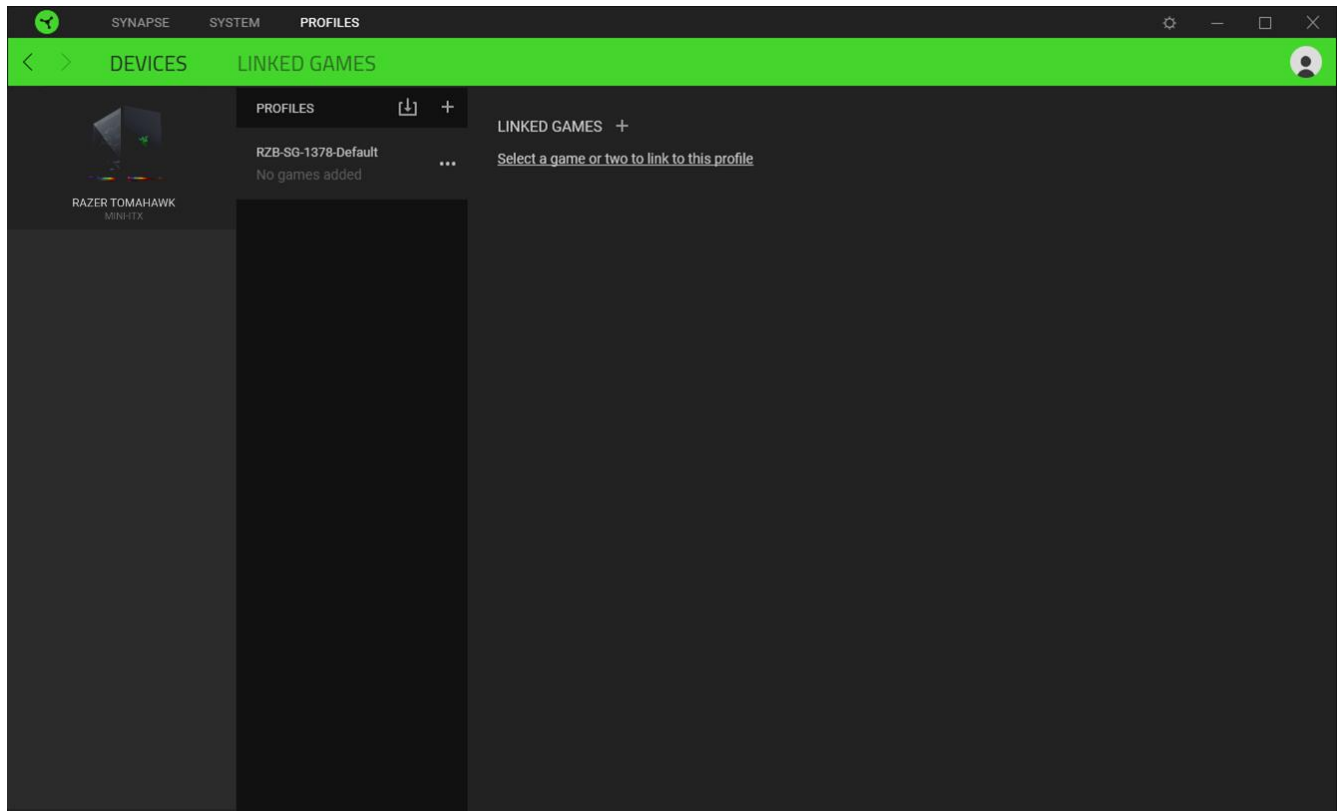 SYNAPSE SYSTEM PROFILES
DEVICES LINKED GAMES
RAZER TOMAHAWK
MINI-ITX
PROFILES
RZB-SG-1378-Default
No games added
LINKED GAMES
Select a game or two to link to this profile